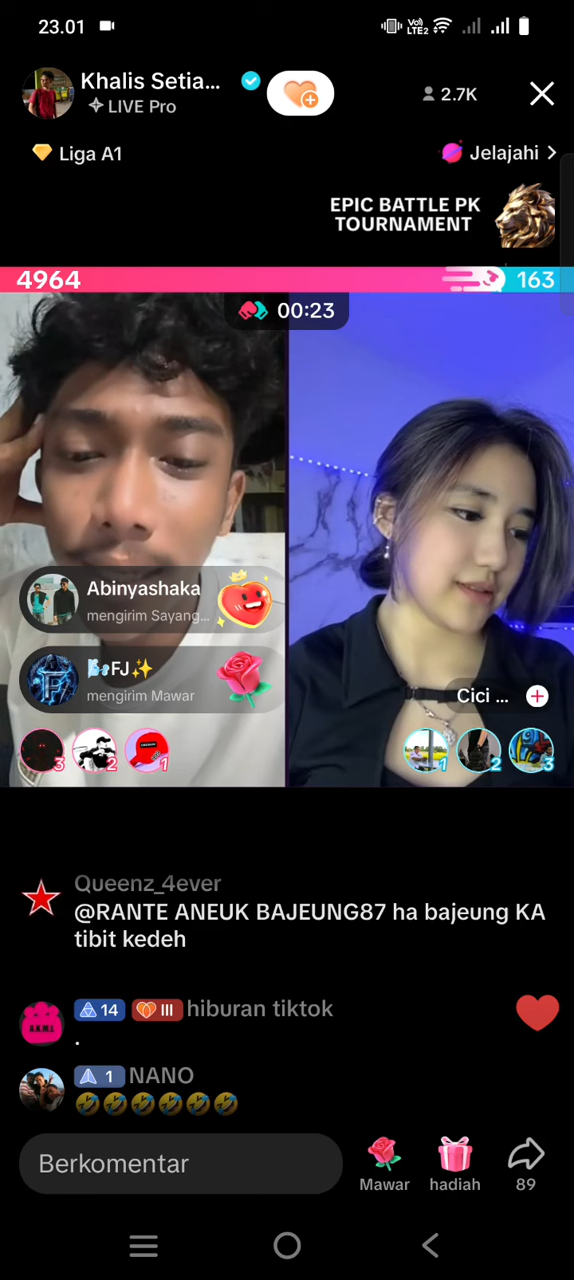 23.01
Vo)
LTE2
Khalis Setia...
LIVE Pro
2.7K
Liga A1
Jelajahi >
EPIC BATTLE PK
TOURNAMENT
4964
163
00:23
Abinyashaka
mengirim Sayang...
FJ✨
mengirim Mawar
Cici ...
3
2
1
1
2
3
Queenz_4ever
@RANTE ANEUK BAJEUNG87 ha bajeung KA
tibit kedeh
14 III hiburan tiktok
.
1 NANO
🤣🤣🤣🤣🤣🤣
Berkomentar
Mawar
hadiah
89